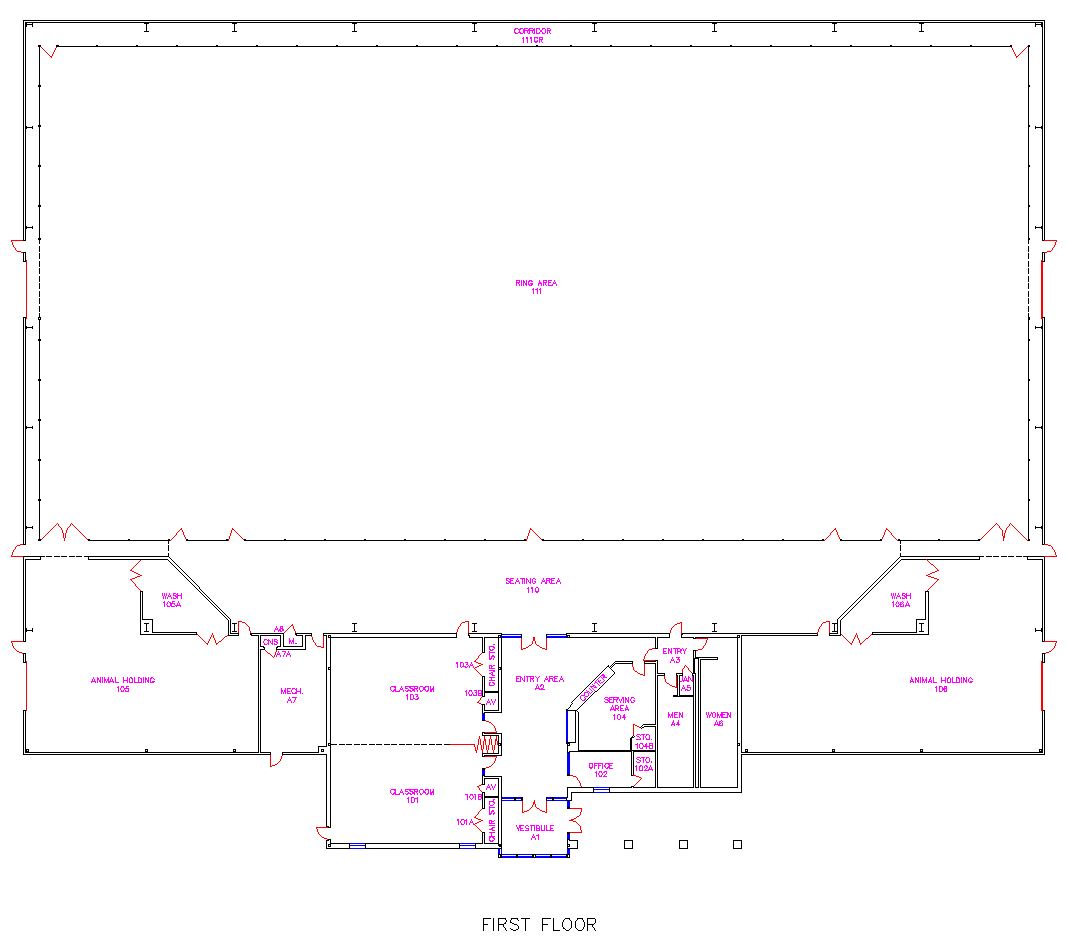 CORRIDOR
111CR
RING AREA
111
SEATING AREA
110
WASH
105A
WASH
106A
A8
CNS
M.
A7A
ANIMAL HOLDING
105
MECH.
A7
CLASSROOM
103
103A
CHAIR STO.
103B
AV
ENTRY AREA
A2
COUNTER
SERVING
AREA
104
ENTRY
A3
JAN
A5
MEN
A4
WOMEN
A6
ANIMAL HOLDING
106
STO.
104B
OFFICE
102
STO.
102A
CLASSROOM
101
AV
101B
101A
CHAIR STO.
VESTIBULE
A1
FIRST FLOOR